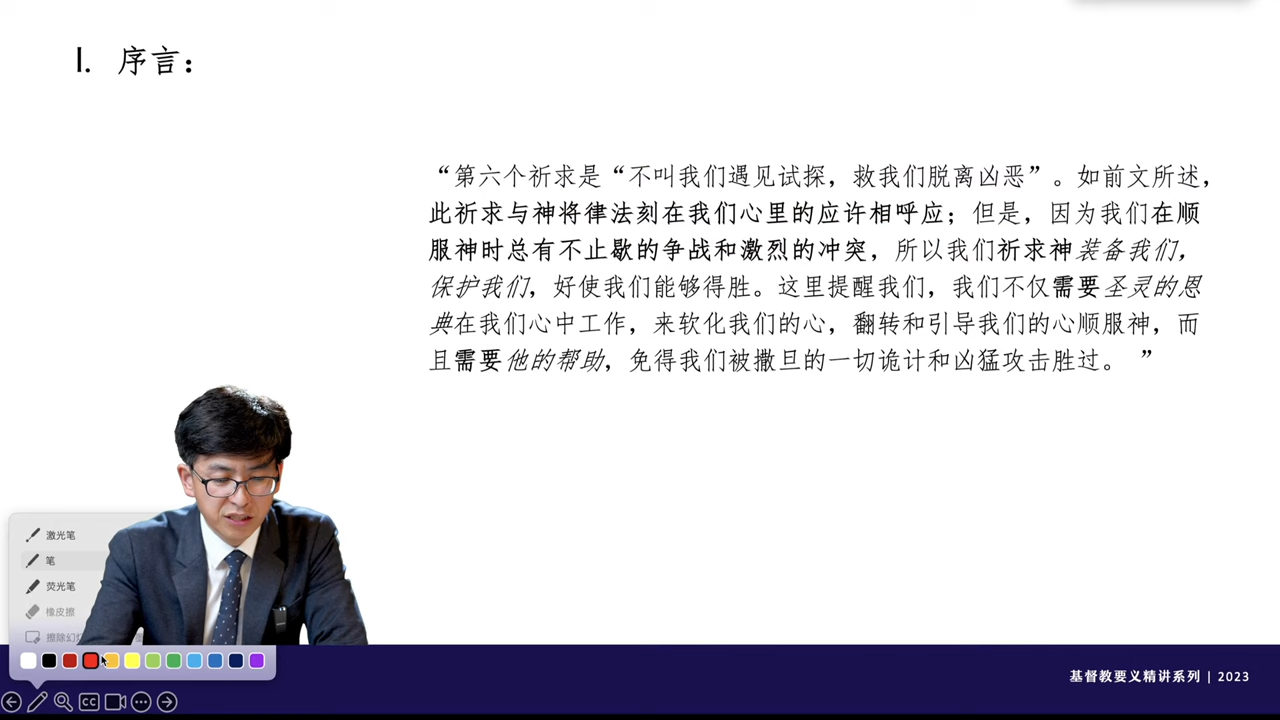 I. 序言：
“第六个祈求是“不叫我们遇见试探，救我们脱离凶恶”。如前文所述，
此祈求与神将律法刻在我们心里的应许相呼应；但是，因为我们在顺
服神时总有不止歇的争战和激烈的冲突，所以我们祈求神装备我们，
保护我们，好使我们能够得胜。这里提醒我们，我们不仅需要圣灵的恩
典在我们心中工作，来软化我们的心，翻转和引导我们的心顺服神，而
且需要他的帮助，免得我们被撒旦的一切诡计和凶猛攻击胜过。 ”
激光笔
笔
荧光笔
橡皮擦
擦除幻
CC
基督教要义精讲系列 | 2023